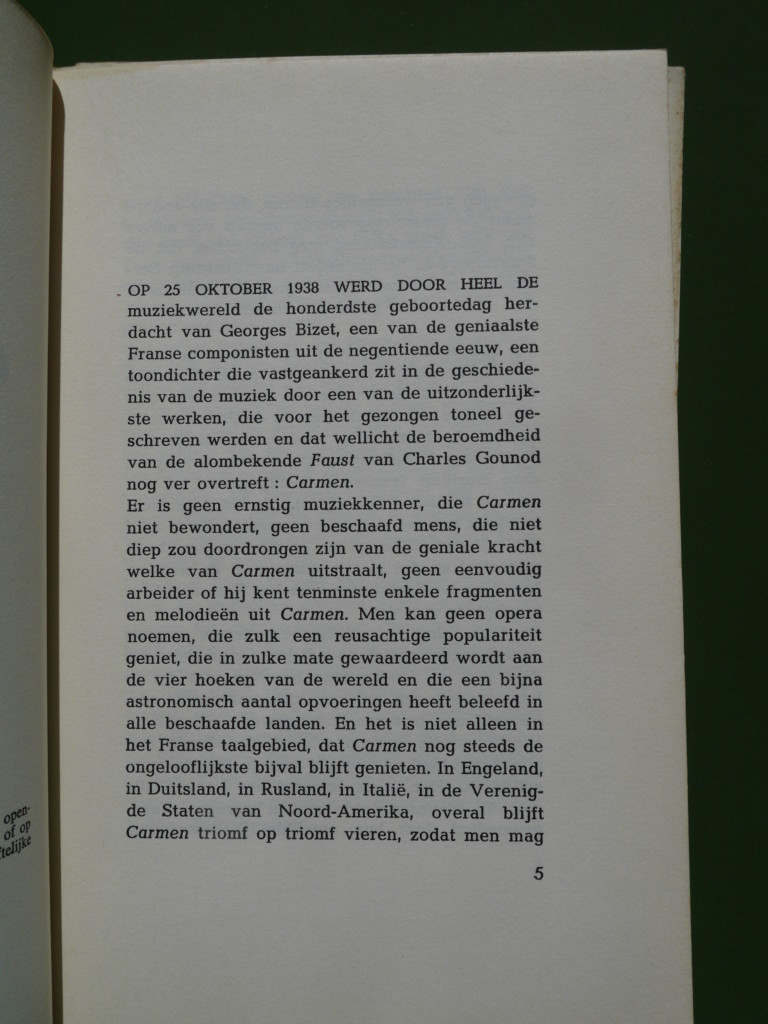 open-
of op
OP 25 OKTOBER 1938 WERD DOOR HEEL DE
muziekwereld de honderdste geboortedag her-
dacht van Georges Bizet, een van de geniaalste
Franse componisten uit de negentiende eeuw, een
toondichter die vastgeankerd zit in de geschiede-
nis van de muziek door een van de uitzonderlijk-
ste werken, die voor het gezongen toneel ge-
schreven werden en dat wellicht de beroemdheid
van de alombekende Faust van Charles Gounod
nog ver overtreft : Carmen.
Er is geen ernstig muziekkenner, die Carmen
niet bewondert, geen beschaafd mens, die niet
diep zou doordrongen zijn van de geniale kracht
welke van Carmen uitstraalt, geen eenvoudig
arbeider of hij kent tenminste enkele fragmenten
en melodieën uit Carmen. Men kan geen opera
noemen, die zulk een reusachtige populariteit
geniet, die in zulke mate gewaardeerd wordt aan
de vier hoeken van de wereld en die een bijna
astronomisch aantal opvoeringen heeft beleefd in
alle beschaafde landen. En het is niet alleen in
het Franse taalgebied, dat Carmen nog steeds de
ongelooflijkste bijval blijft genieten. In Engeland,
in Duitsland, in Rusland, in Italië, in de Verenig-
de Staten van Noord-Amerika, overal blijft
Carmen triomf op triomf vieren, zodat men mag
5